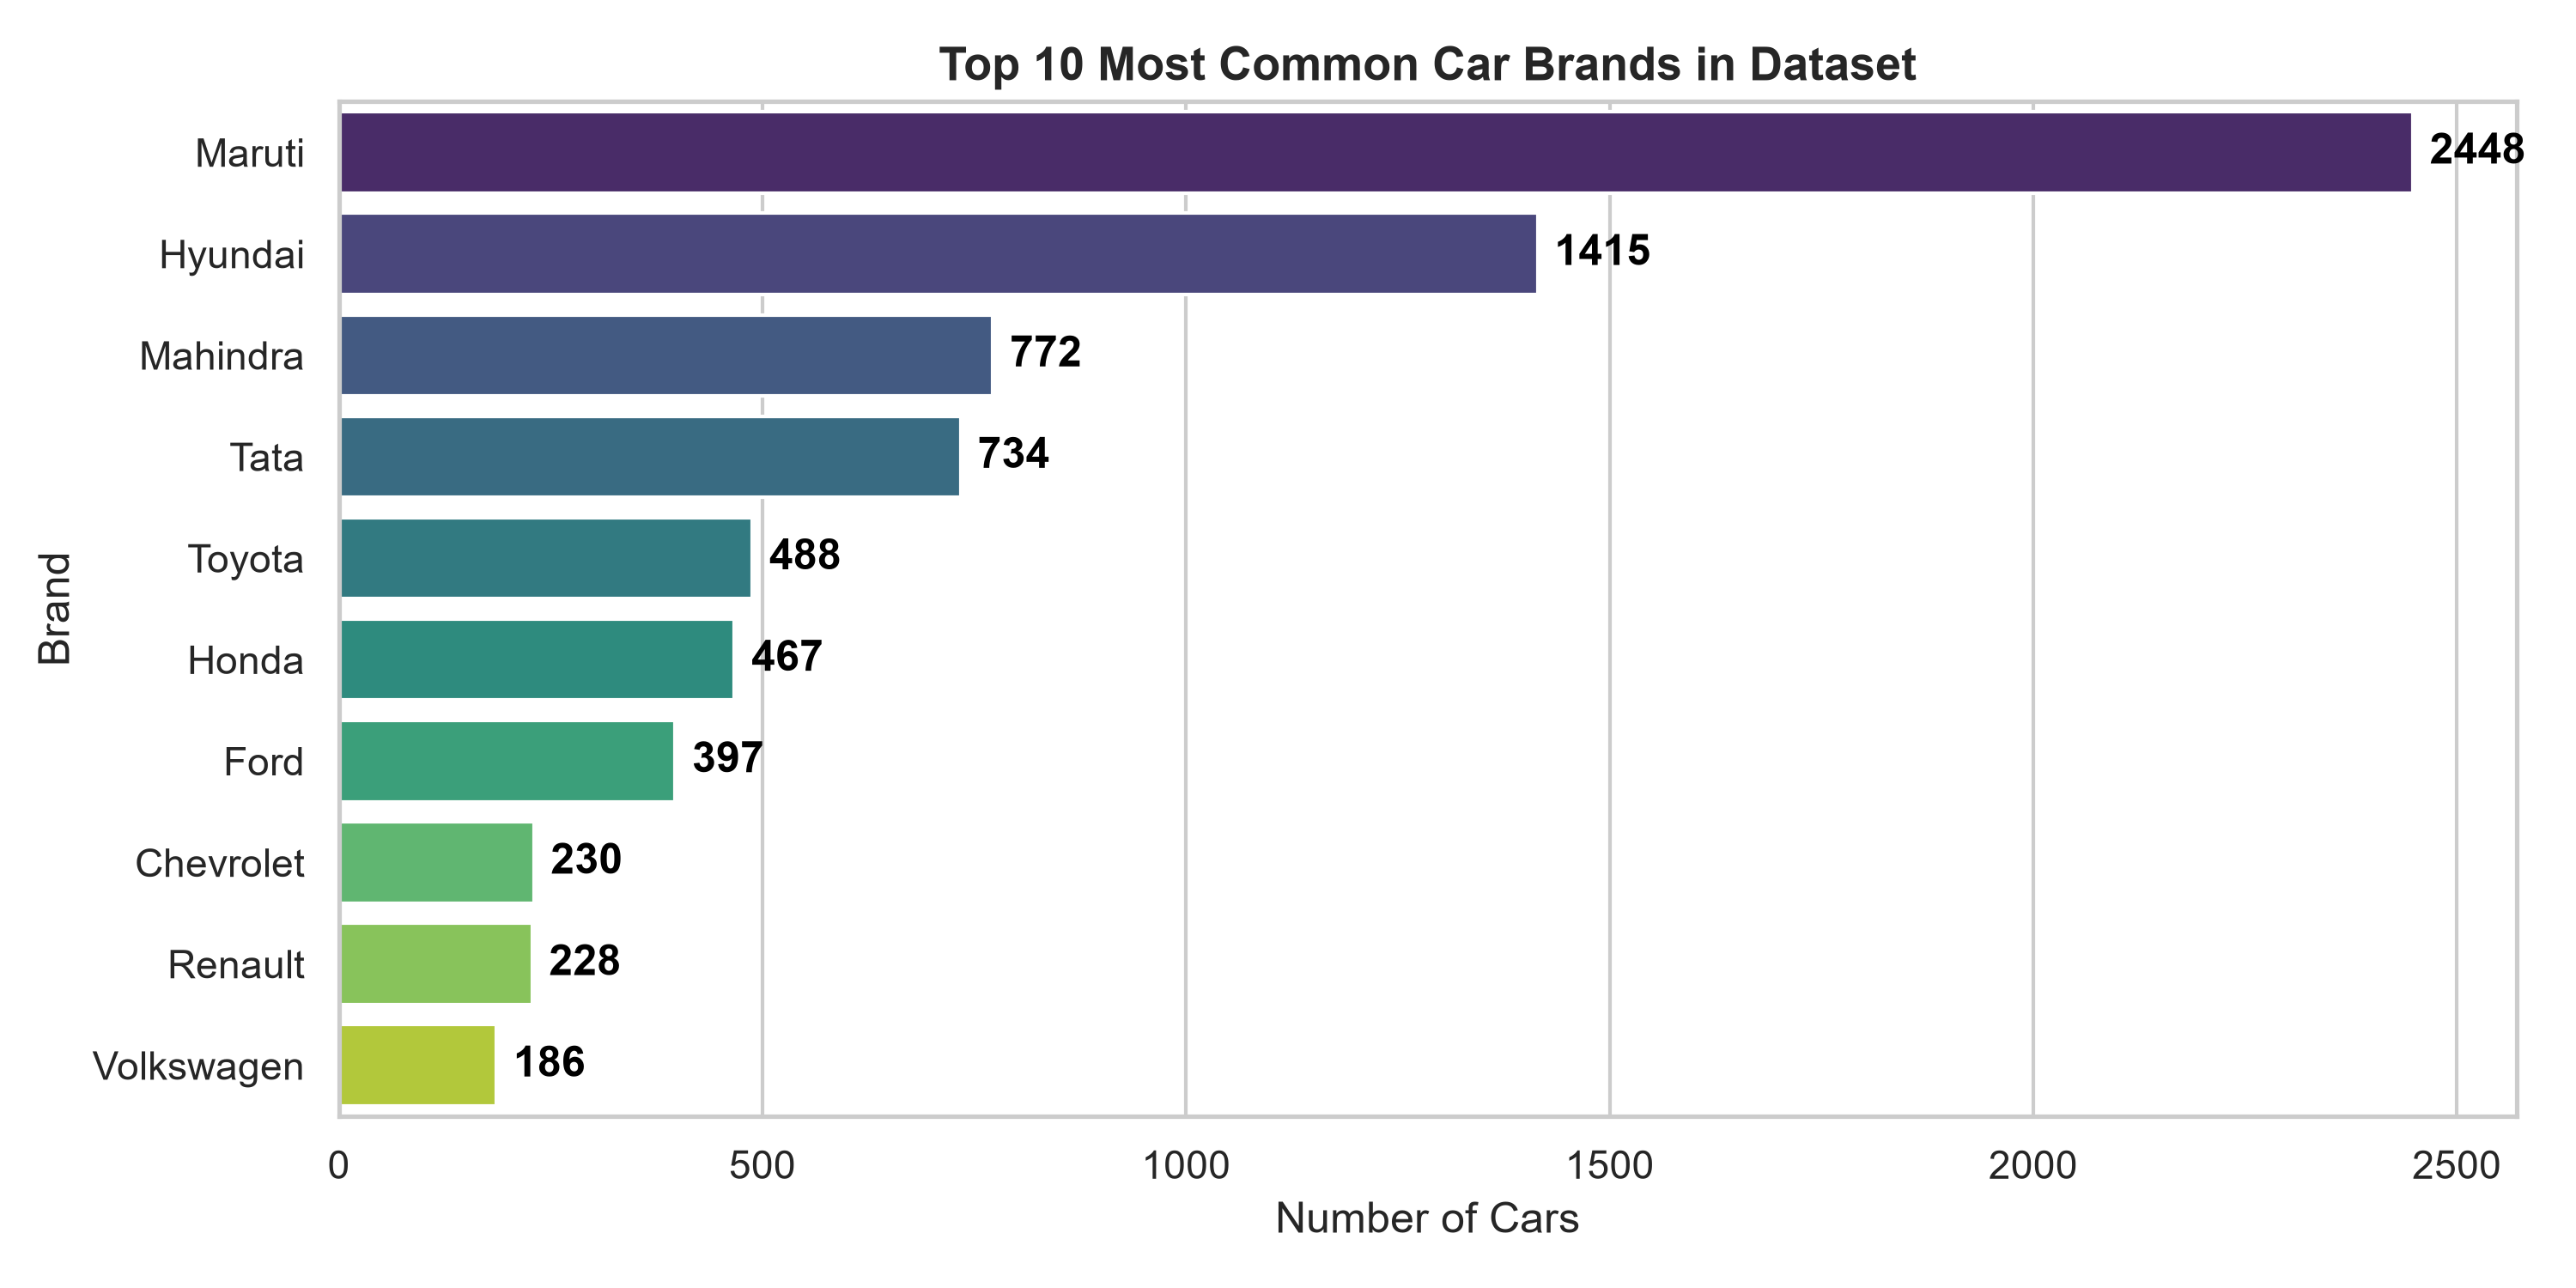 Top 10 Most Common Car Brands in Dataset
Maruti 2448
Hyundai 1415
Mahindra 772
Tata 734
Toyota 488
Honda 467
Ford 397
Chevrolet 230
Renault 228
Volkswagen 186
Brand
0 500 1000 1500 2000 2500
Number of Cars